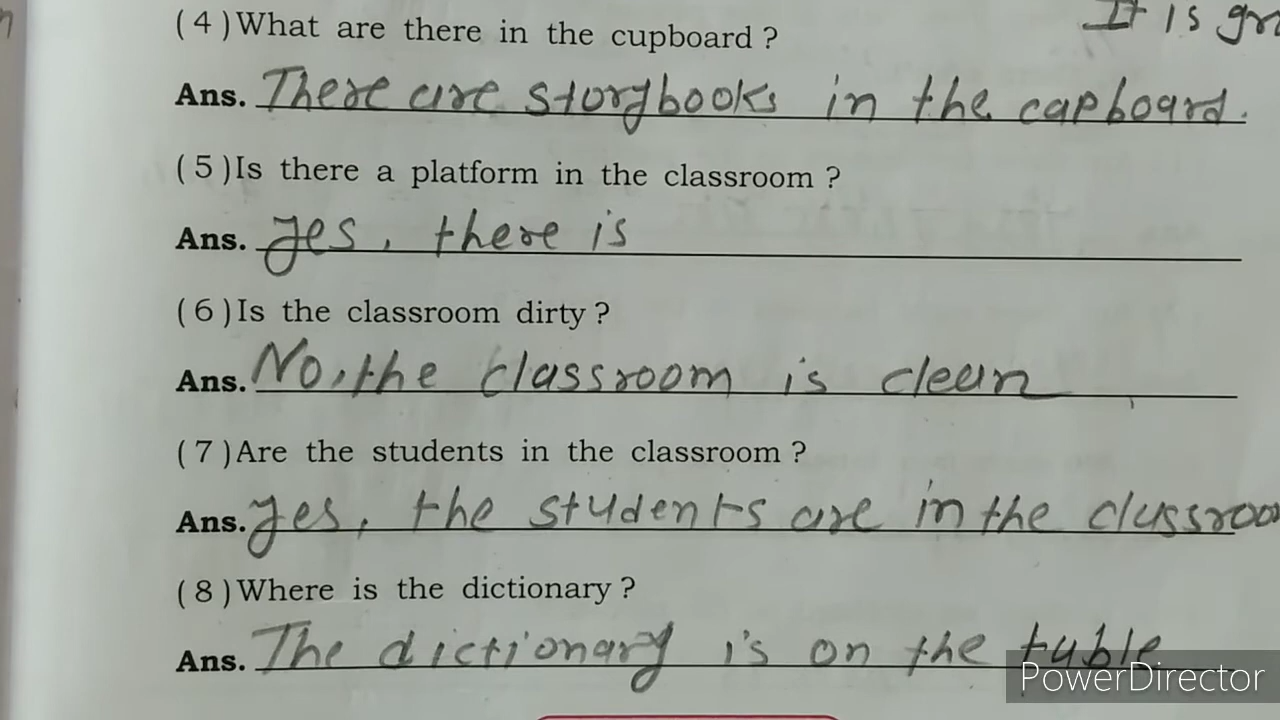 It is
(4) What are there in the cupboard ?
Ans. There are storybooks in the capboard.
(5) Is there a platform in the classroom ?
Ans. yes, there is
(6) Is the classroom dirty ?
Ans. No, the classroom is clean
(7) Are the students in the classroom ?
Ans. yes, the students are in the classroo
(8) Where is the dictionary ?
Ans. The dictionary is on the table
PowerDirector